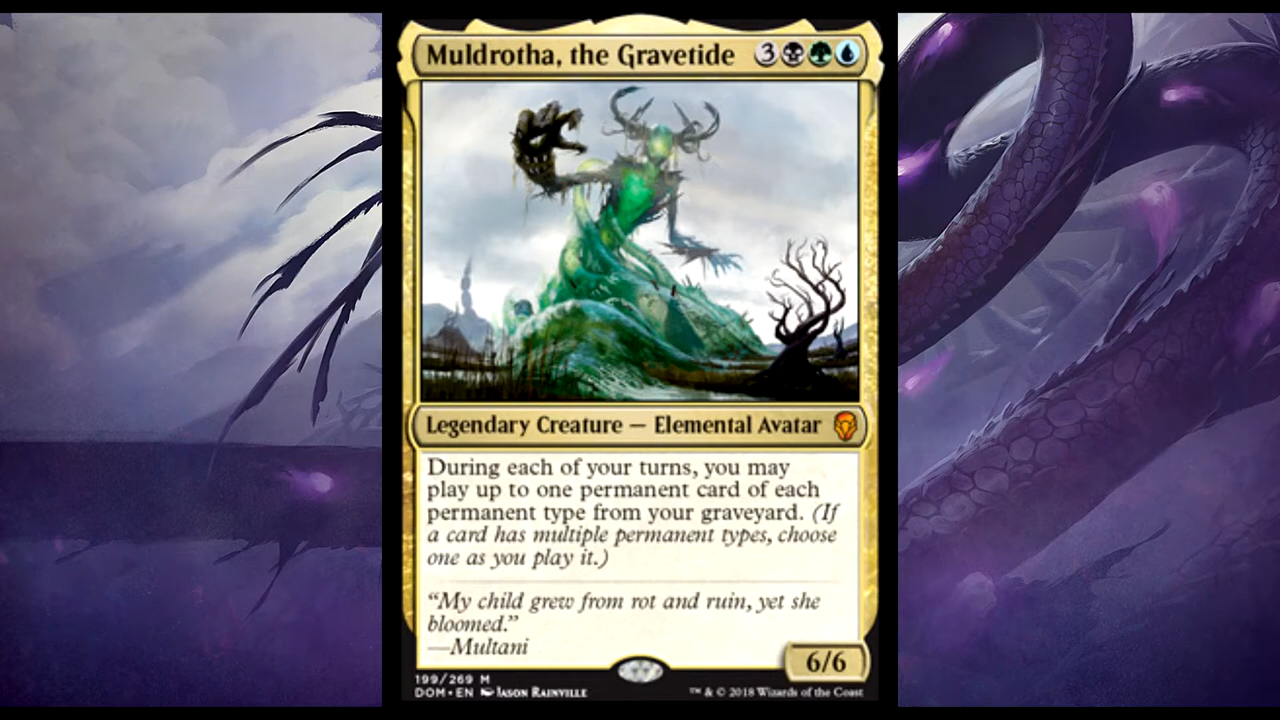 Muldrotha, the Gravetide 3
Legendary Creature — Elemental Avatar
During each of your turns, you may
play up to one permanent card of each
permanent type from your graveyard. (If
a card has multiple permanent types, choose
one as you play it.)
“My child grew from rot and ruin, yet she
bloomed.”
—Multani
6/6
199/269 M
DOM • EN Jason Rainville
™ & © 2018 Wizards of the Coast